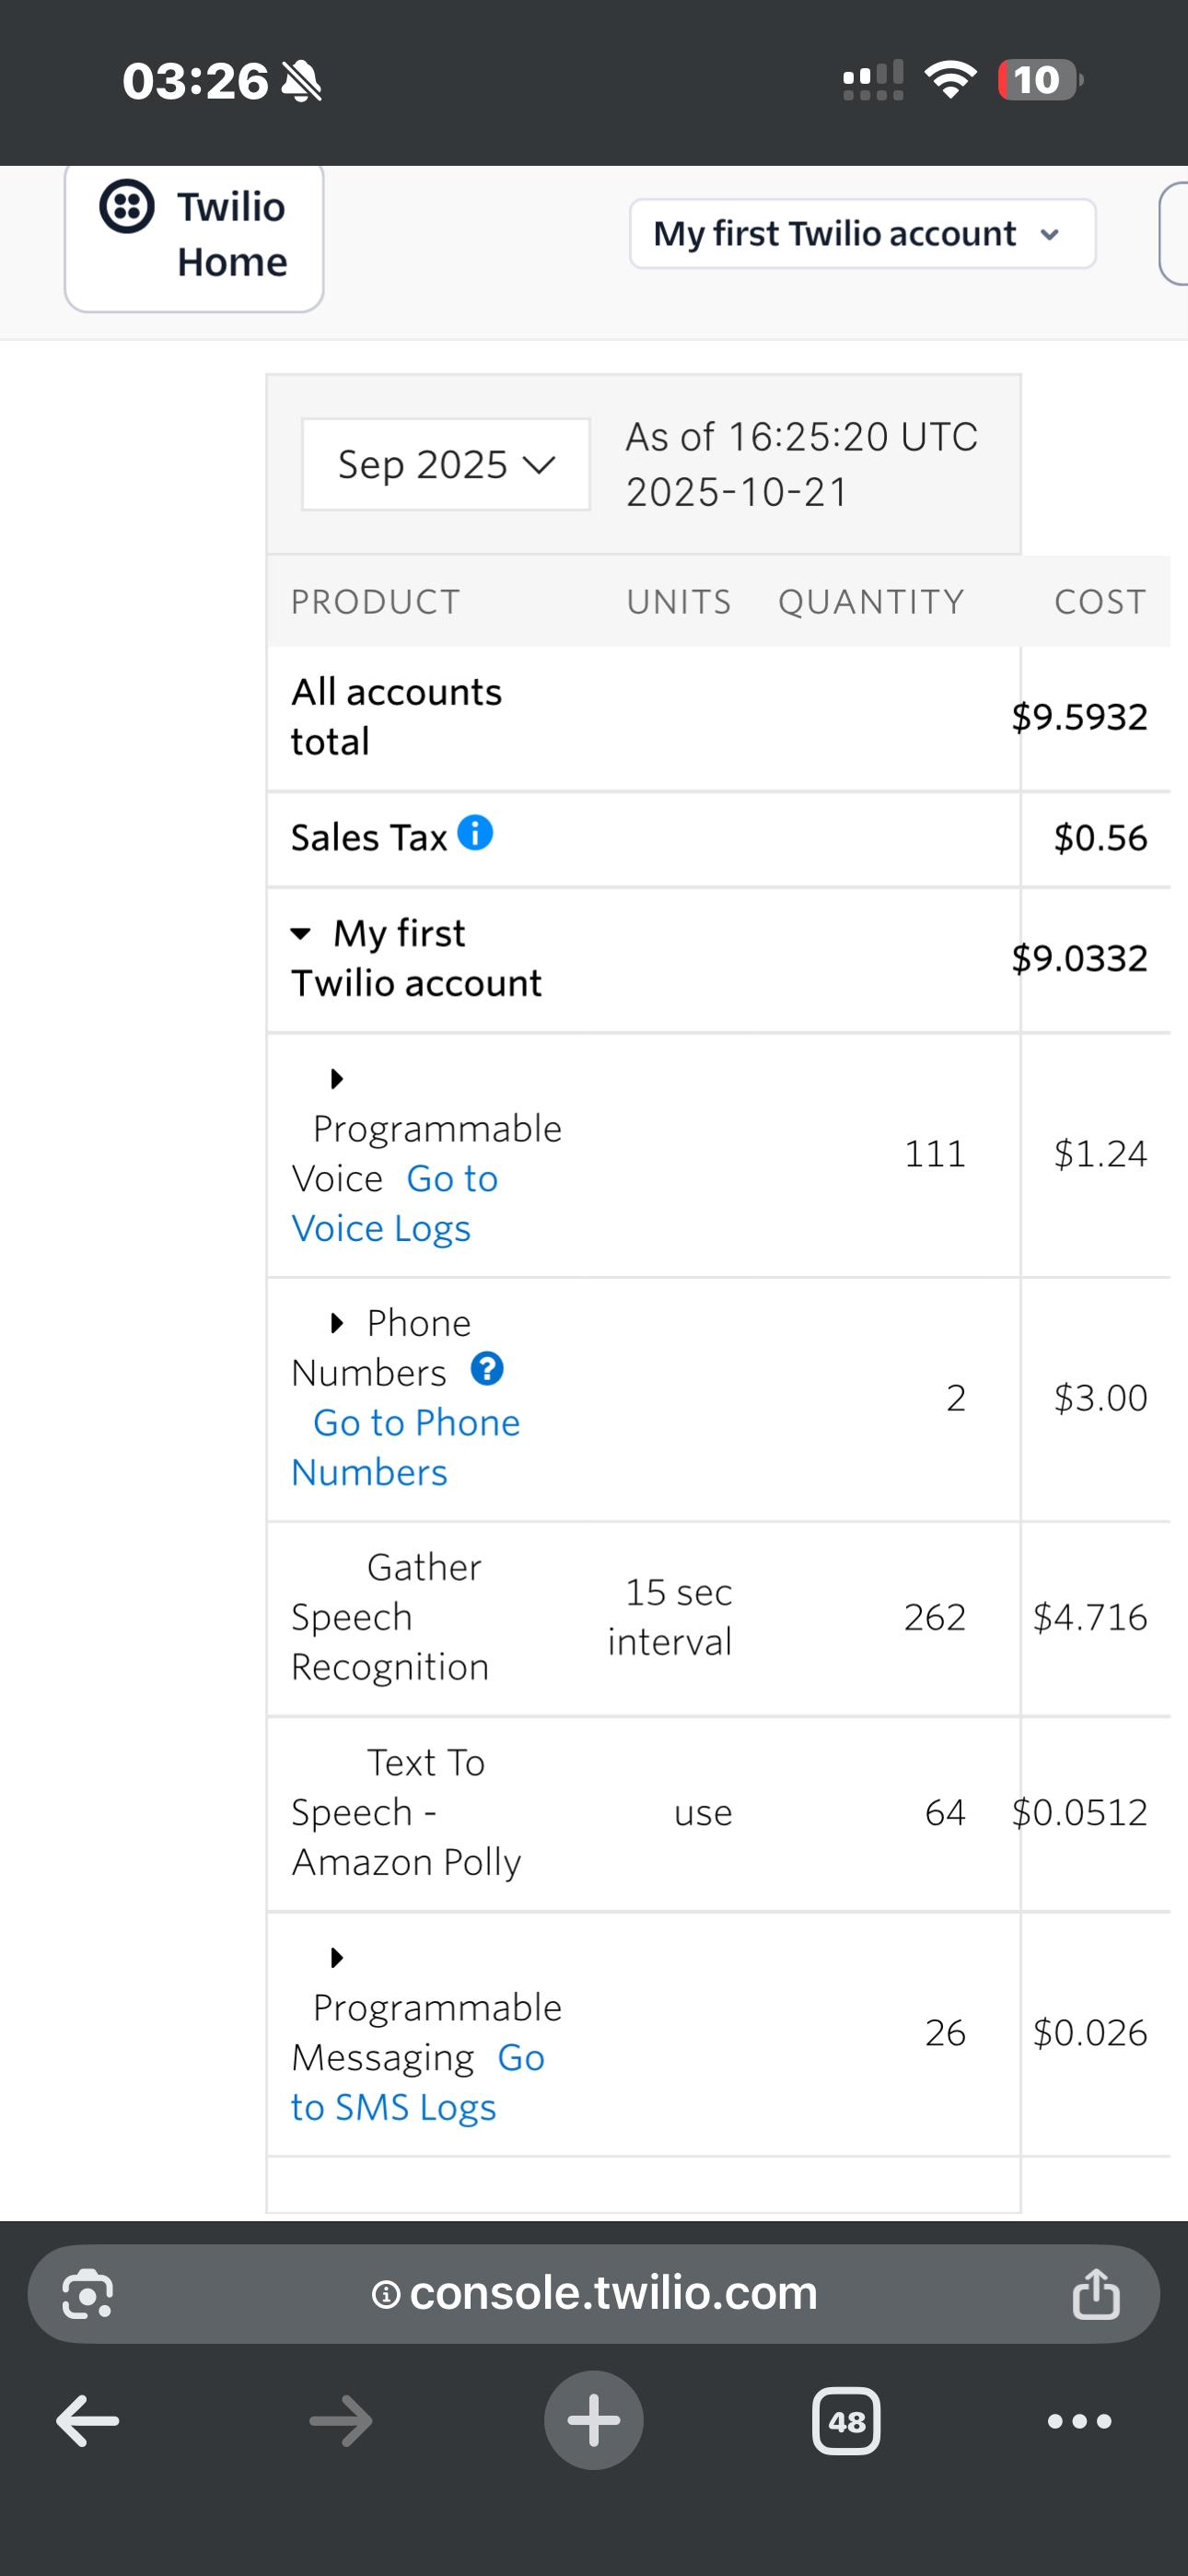 03:26
10
Twilio
Home
My first Twilio account
Sep 2025
As of 16:25:20 UTC
2025-10-21
PRODUCT UNITS QUANTITY COST
All accounts
total
$9.5932
Sales Tax $0.56
My first
Twilio account
$9.0332
Programmable
Voice Go to
Voice Logs
111 $1.24
Phone
Numbers
Go to Phone
Numbers
2 $3.00
Gather
Speech
Recognition
15 sec
interval
262 $4.716
Text To
Speech -
Amazon Polly
use 64 $0.0512
Programmable
Messaging Go
to SMS Logs
26 $0.026
console.twilio.com
48